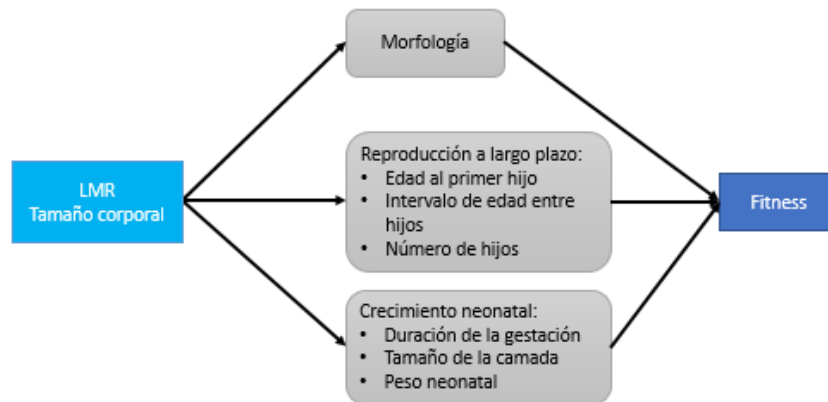 Morfología
LMR
Tamaño corporal
Reproducción a largo plazo:
• Edad al primer hijo
• Intervalo de edad entre
hijos
• Número de hijos
Crecimiento neonatal:
• Duración de la gestación
• Tamaño de la camada
• Peso neonatal
Fitness